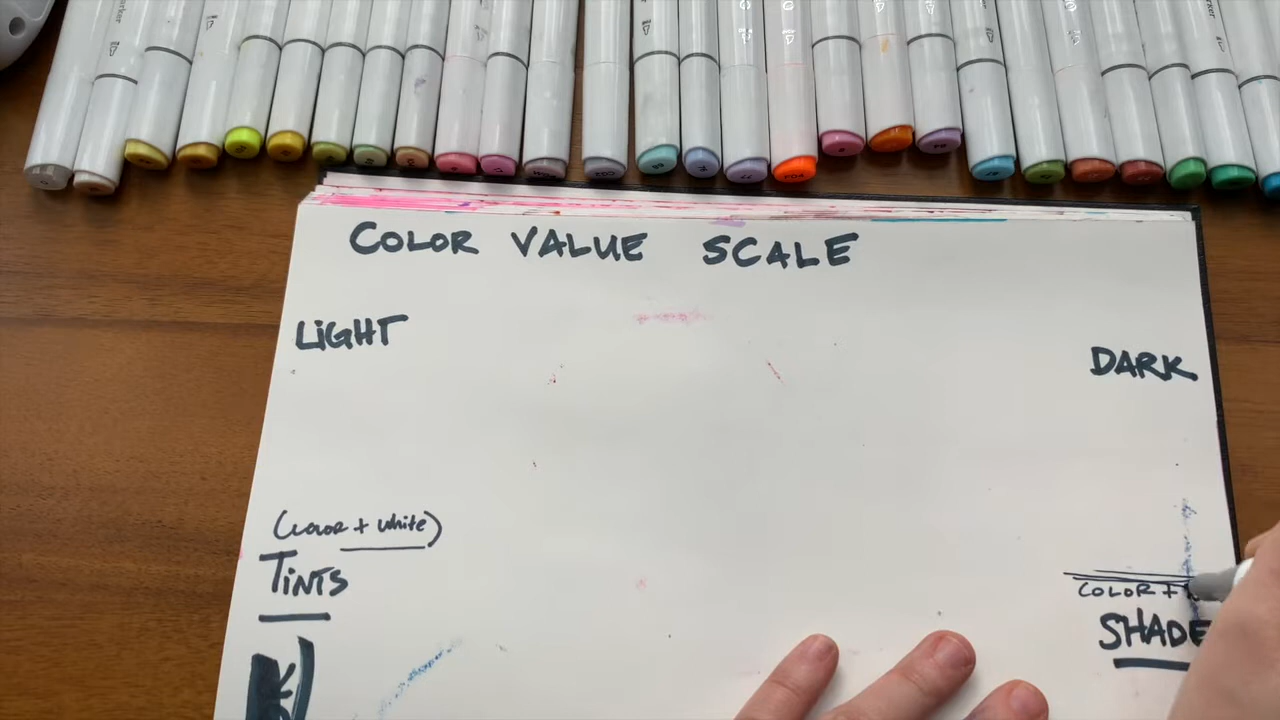 COLOR VALUE SCALE
LiGHT
DARK
(color + white)
TiNTS
COLOR +
SHADE